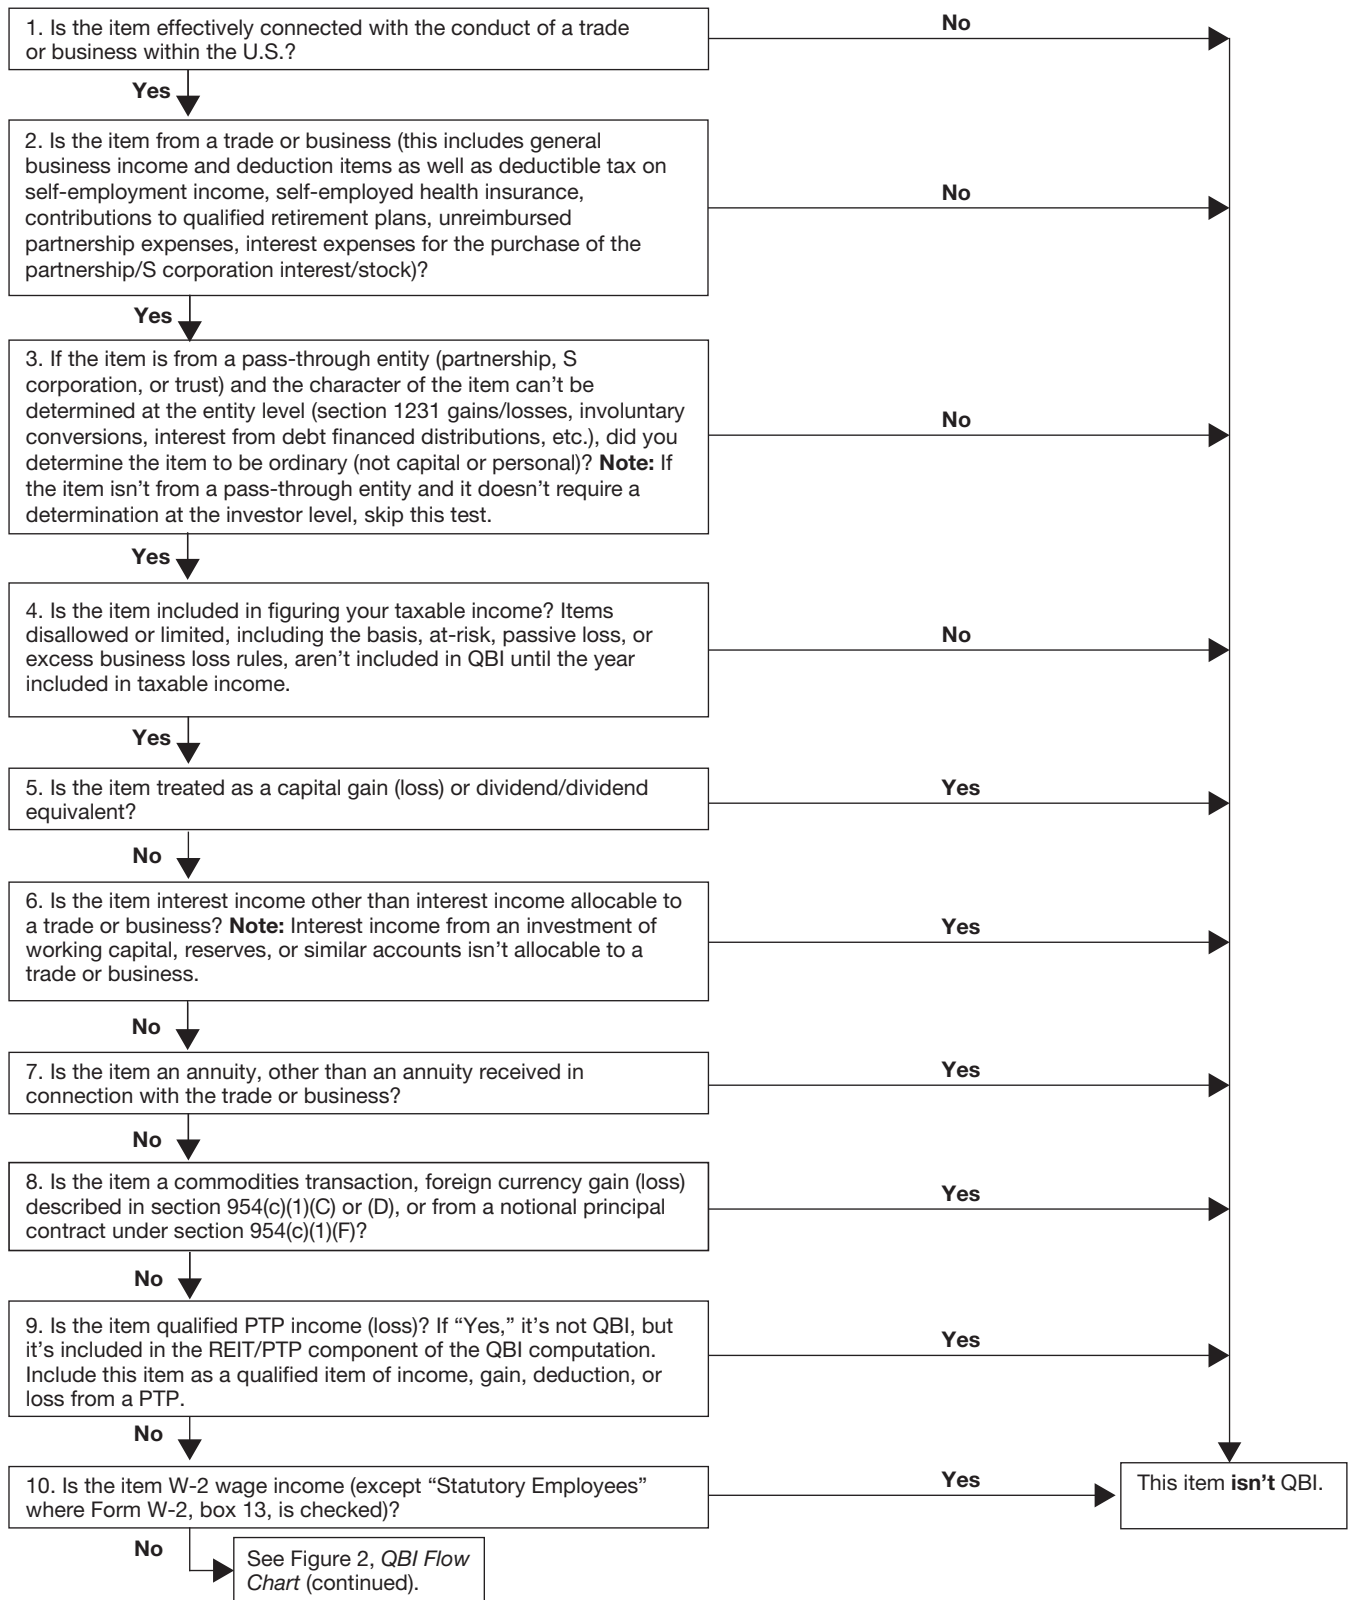 1. Is the item effectively connected with the conduct of a trade
or business within the U.S.?
No
Yes
2. Is the item from a trade or business (this includes general
business income and deduction items as well as deductible tax on
self-employment income, self-employed health insurance,
contributions to qualified retirement plans, unreimbursed
partnership expenses, interest expenses for the purchase of the
partnership/S corporation interest/stock)?
No
Yes
3. If the item is from a pass-through entity (partnership, S
corporation, or trust) and the character of the item can’t be
determined at the entity level (section 1231 gains/losses, involuntary
conversions, interest from debt financed distributions, etc.), did you
determine the item to be ordinary (not capital or personal)? Note: If
the item isn’t from a pass-through entity and it doesn’t require a
determination at the investor level, skip this test.
No
Yes
4. Is the item included in figuring your taxable income? Items
disallowed or limited, including the basis, at-risk, passive loss, or
excess business loss rules, aren’t included in QBI until the year
included in taxable income.
No
Yes
5. Is the item treated as a capital gain (loss) or dividend/dividend
equivalent?
Yes
No
6. Is the item interest income other than interest income allocable to
a trade or business? Note: Interest income from an investment of
working capital, reserves, or similar accounts isn’t allocable to a
trade or business.
Yes
No
7. Is the item an annuity, other than an annuity received in
connection with the trade or business?
Yes
No
8. Is the item a commodities transaction, foreign currency gain (loss)
described in section 954(c)(1)(C) or (D), or from a notional principal
contract under section 954(c)(1)(F)?
Yes
No
9. Is the item qualified PTP income (loss)? If “Yes,” it’s not QBI, but
it’s included in the REIT/PTP component of the QBI computation.
Include this item as a qualified item of income, gain, deduction, or
loss from a PTP.
Yes
No
10. Is the item W-2 wage income (except “Statutory Employees”
where Form W-2, box 13, is checked)?
Yes
This item isn’t QBI.
No
See Figure 2, QBI Flow
Chart (continued).